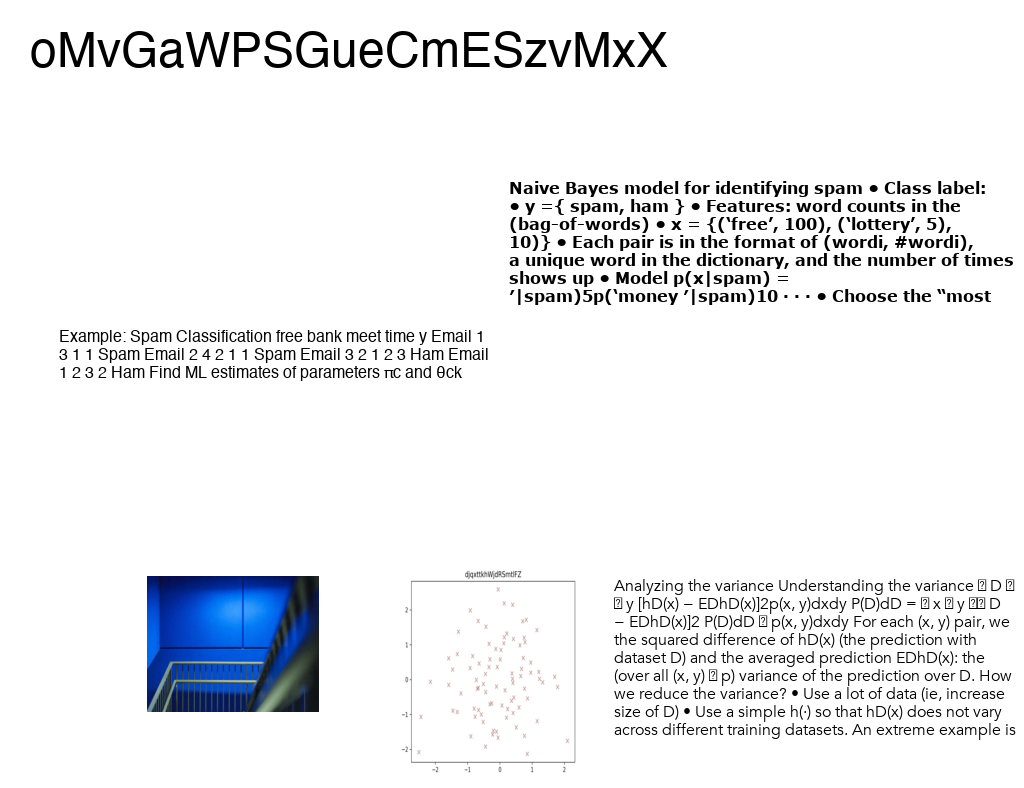 oMvGaWPSGueCmESzvMxX
Naive Bayes model for identifying spam • Class label:
• y ={ spam, ham } • Features: word counts in the
(bag-of-words) • x = {(‘free’, 100), (‘lottery’, 5),
10)} • Each pair is in the format of (wordi, #wordi),
a unique word in the dictionary, and the number of times
shows up • Model p(x|spam) =
’|spam)5p(‘money ’|spam)10 · · · • Choose the “most
Example: Spam Classification free bank meet time y Email 1
3 1 1 Spam Email 2 4 2 1 1 Spam Email 3 2 1 2 3 Ham Email
1 2 3 2 Ham Find ML estimates of parameters πc and θck
djqxttkhWjdRSmtIFZ
2
1
0
−1
−2
−2 −1 0 1 2
Analyzing the variance Understanding the variance D
y [hD(x) − EDhD(x)]2p(x, y)dxdy P(D)dD = x y D
− EDhD(x)]2 P(D)dD p(x, y)dxdy For each (x, y) pair, we
the squared difference of hD(x) (the prediction with
dataset D) and the averaged prediction EDhD(x): the
(over all (x, y) p) variance of the prediction over D. How
we reduce the variance? • Use a lot of data (ie, increase
size of D) • Use a simple h(·) so that hD(x) does not vary
across different training datasets. An extreme example is